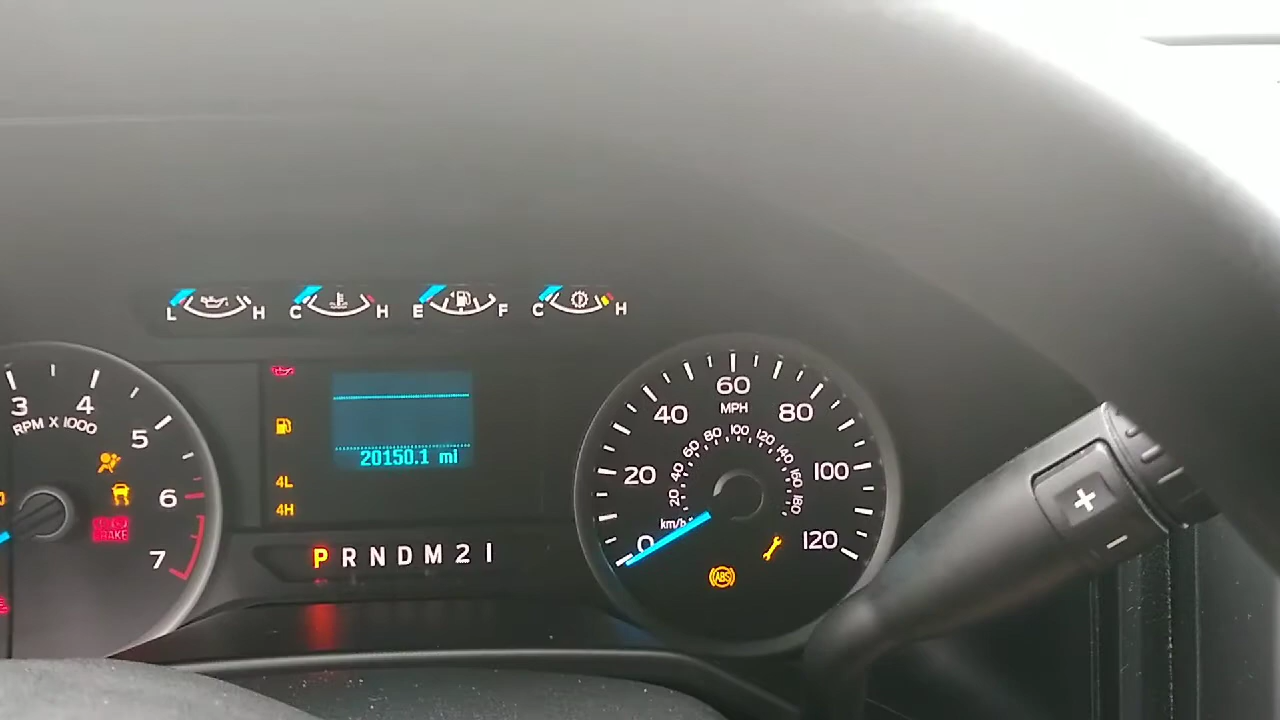 L H C H E F C H
3 4 5 6 7
RPM X 1000
BRAKE
4L
4H
20150.1 mi
P R N D M 2 1
0 20 40 60 80 100 120
MPH
20 40 60 80 100 120 140 160 180
km/h
ABS
+
−